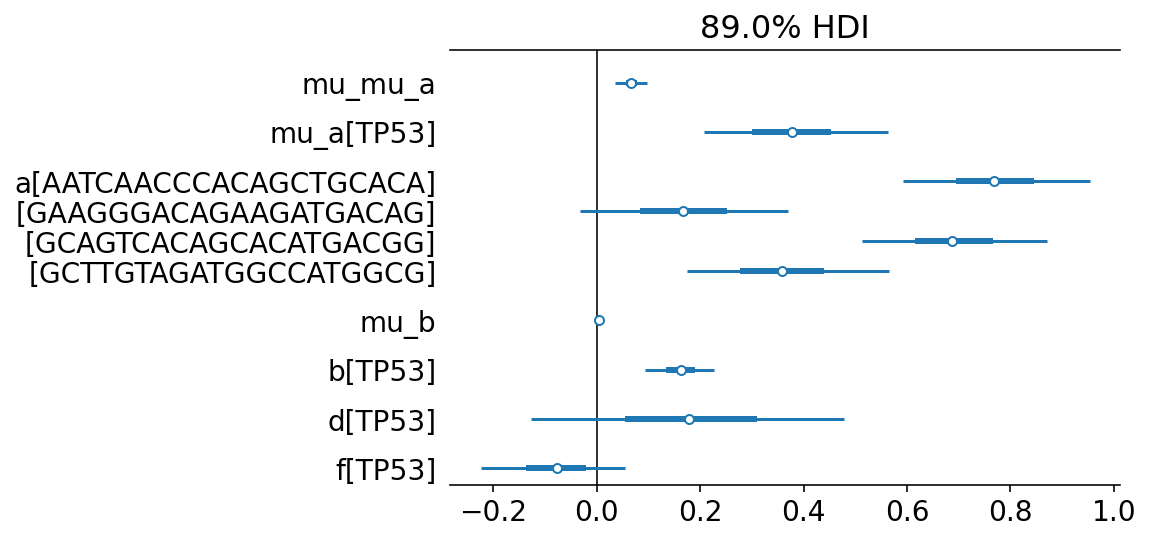 89.0% HDI
mu_mu_a
mu_a[TP53]
a[AATCAACCCACAGCTGCACA]
[GAAGGGACAGAAGATGACAG]
[GCAGTCACAGCACATGACGG]
[GCTTGTAGATGGCCATGGCG]
mu_b
b[TP53]
d[TP53]
f[TP53]
−0.2 0.0 0.2 0.4 0.6 0.8 1.0